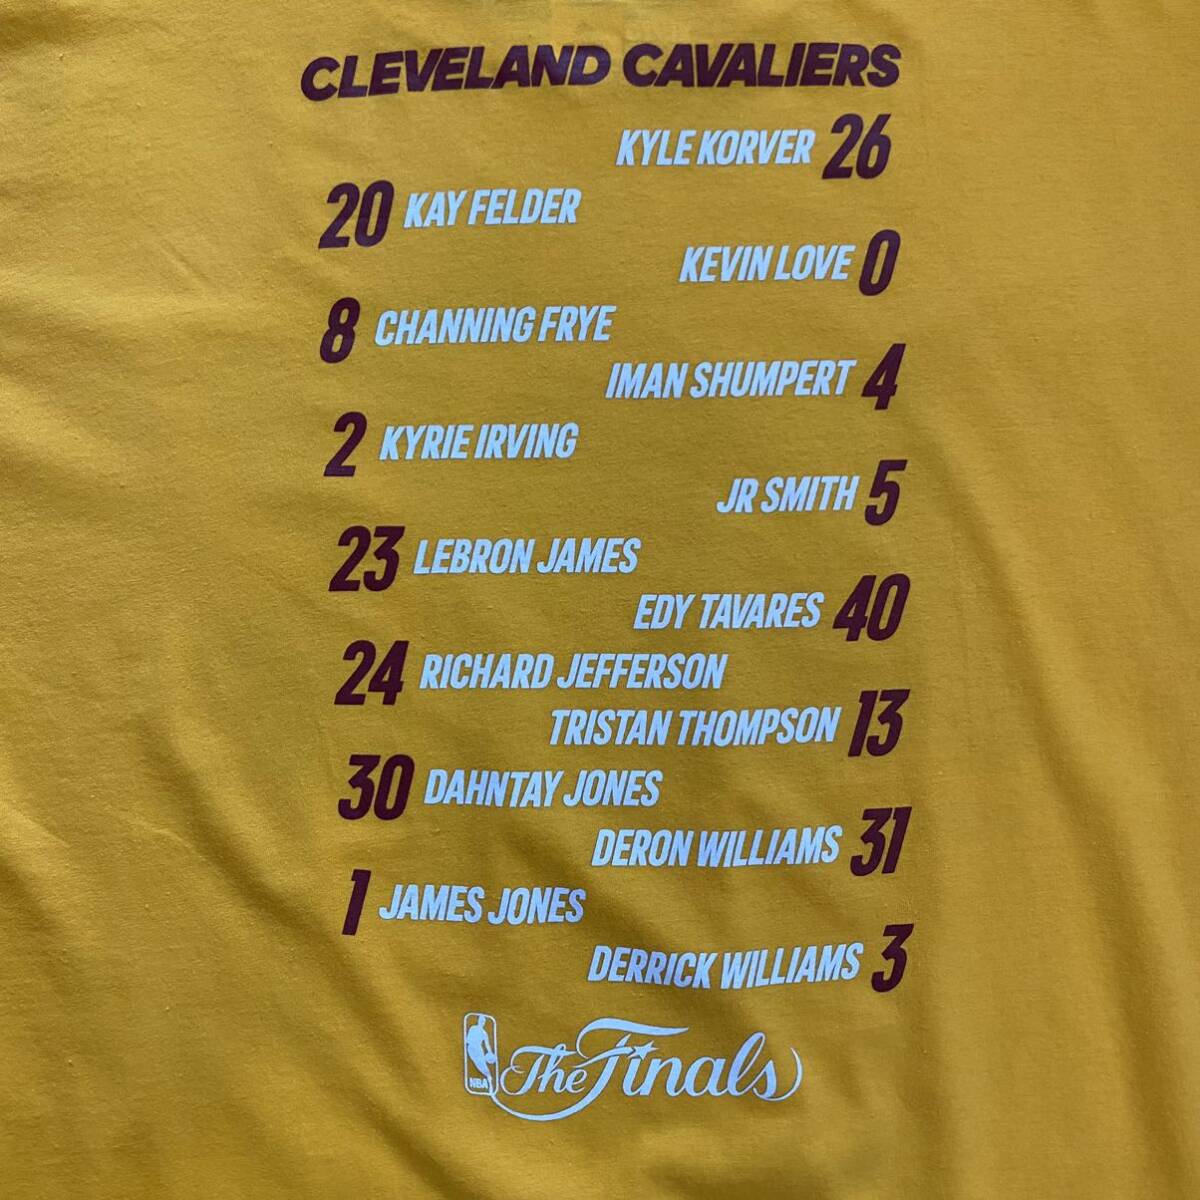 CLEVELAND CAVALIERS
KYLE KORVER 26
20 KAY FELDER
KEVIN LOVE 0
8 CHANNING FRYE
IMAN SHUMPERT 4
2 KYRIE IRVING
JR SMITH 5
23 LEBRON JAMES
EDY TAVARES 40
24 RICHARD JEFFERSON
TRISTAN THOMPSON 13
30 DAHNTAY JONES
DERON WILLIAMS 31
1 JAMES JONES
DERRICK WILLIAMS 3
NBA The Finals